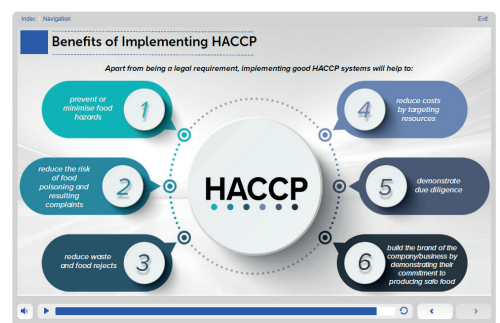 Index Navigation Exit
Benefits of Implementing HACCP
Apart from being a legal requirement, implementing good HACCP systems will help to:
prevent or
minimise food
hazards
1
reduce the risk
of food
poisoning and
resulting
complaints
2
reduce waste
and food rejects
3
HACCP
4
reduce costs
by targeting
resources
5
demonstrate
due diligence
6
build the brand of the
company/business by
demonstrating their
commitment to
producing safe food